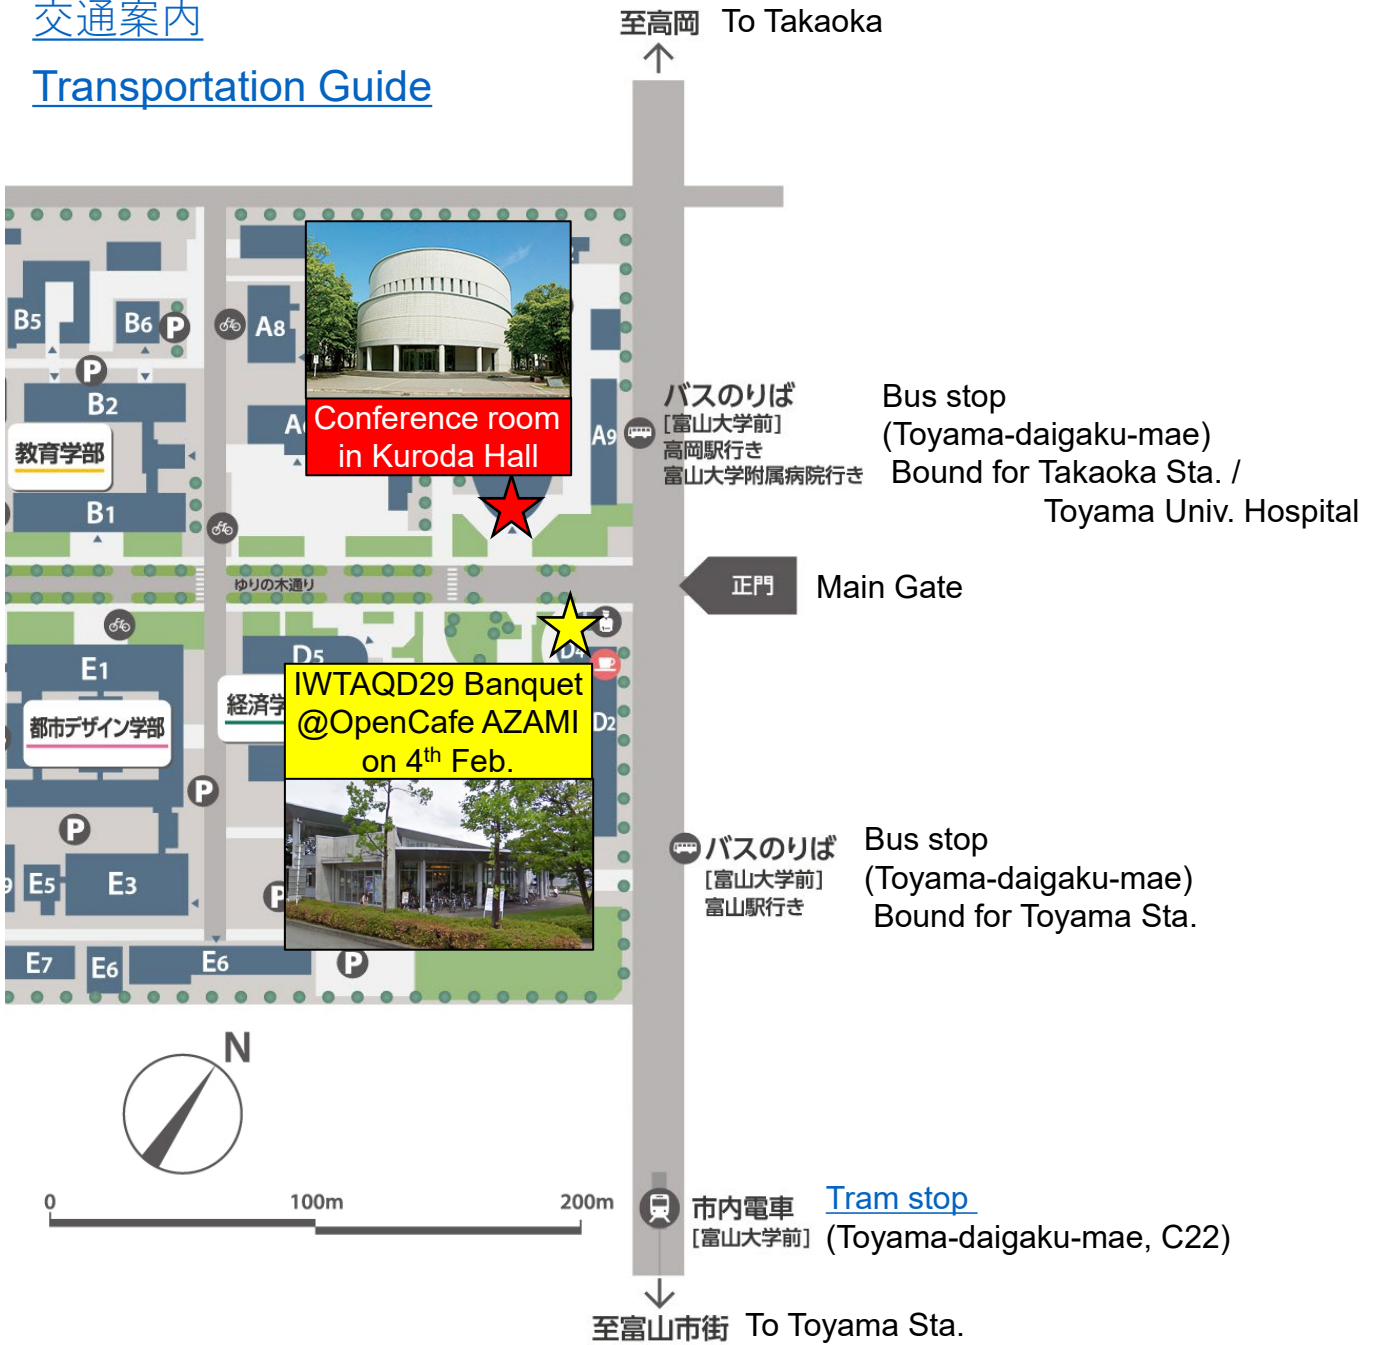 交通案内
Transportation Guide
至高岡 To Takaoka
B5
B6
P
A8
P
B2
教育学部
B1
Conference room
in Kuroda Hall
A9
バスのりば
[富山大学前]
高岡駅行き
富山大学附属病院行き
Bus stop
(Toyama-daigaku-mae)
Bound for Takaoka Sta. /
Toyama Univ. Hospital
ゆりの木通り
正門 Main Gate
E1
都市デザイン学部
D5
D4
経済学
IWTAQD29 Banquet
@OpenCafe AZAMI
on 4th Feb.
D2
P
P
E5
E3
P
バスのりば
[富山大学前]
富山駅行き
Bus stop
(Toyama-daigaku-mae)
Bound for Toyama Sta.
E7
E6
E6
P
N
0 100m 200m
市内電車
[富山大学前]
Tram stop
(Toyama-daigaku-mae, C22)
至富山市街 To Toyama Sta.